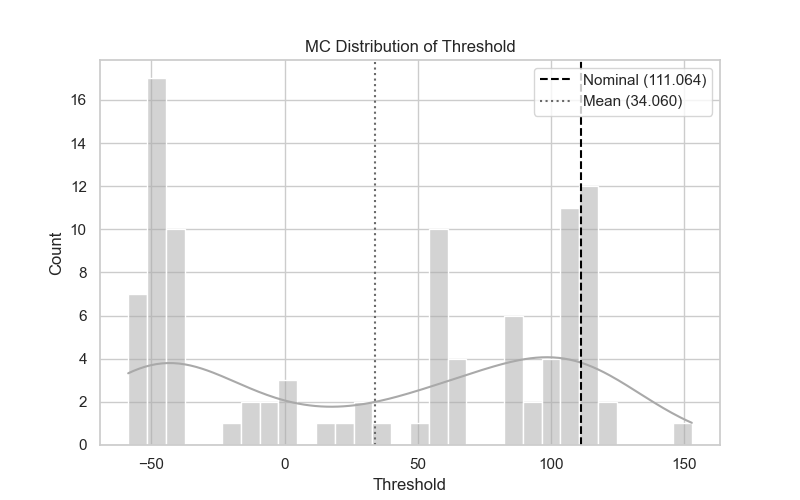 MC Distribution of Threshold
Nominal (111.064)
Mean (34.060)
Count
16
14
12
10
8
6
4
2
0
−50
0
50
100
150
Threshold